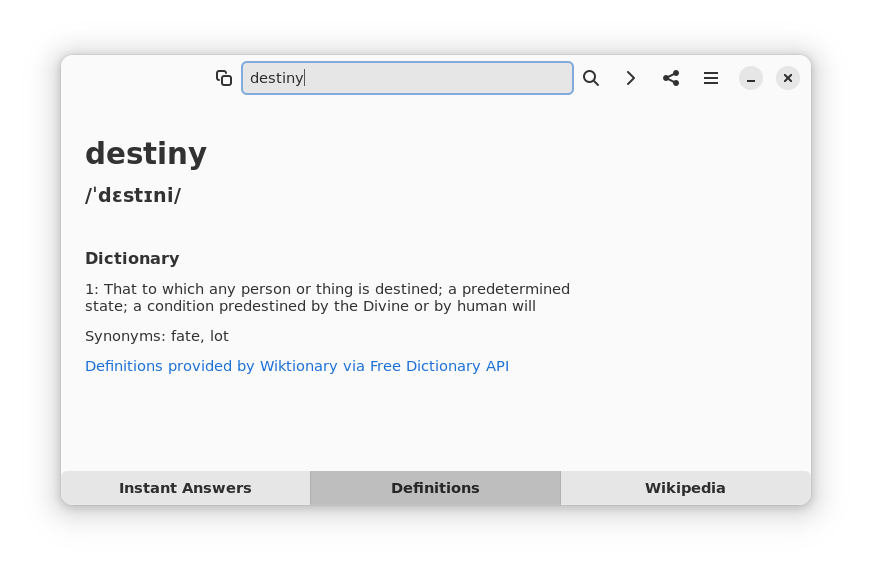 destiny
destiny
/ˈdɛstɪni/
Dictionary
1: That to which any person or thing is destined; a predetermined
state; a condition predestined by the Divine or by human will
Synonyms: fate, lot
Definitions provided by Wiktionary via Free Dictionary API
Instant Answers
Definitions
Wikipedia